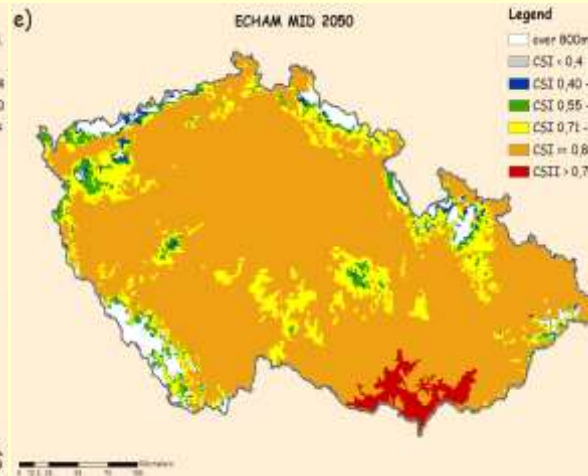 e)
ECHAM MID 2050
Legend
over 800m
CSI < 0,4
CSI 0,40 -
CSI 0,55
CSI 0,71 -
CSI >= 0,8
CSII > 0,7